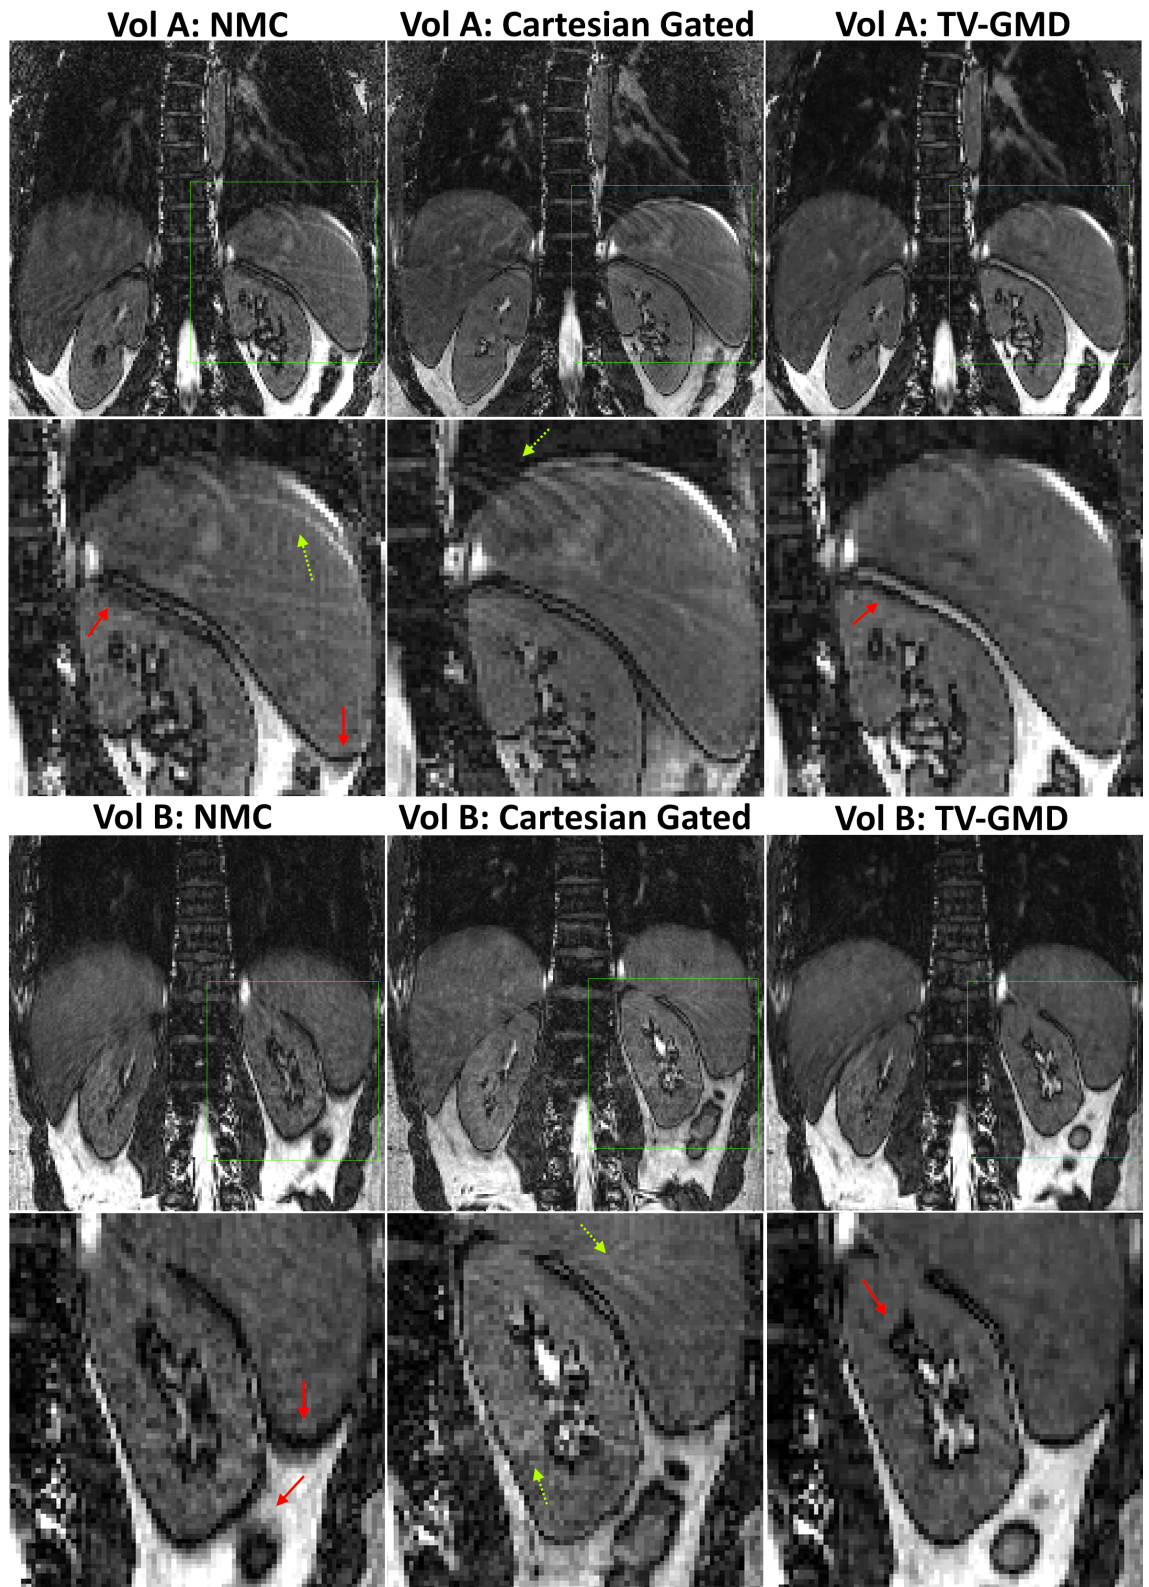 Vol A: NMC
Vol A: Cartesian Gated
Vol A: TV-GMD
Vol B: NMC
Vol B: Cartesian Gated
Vol B: TV-GMD